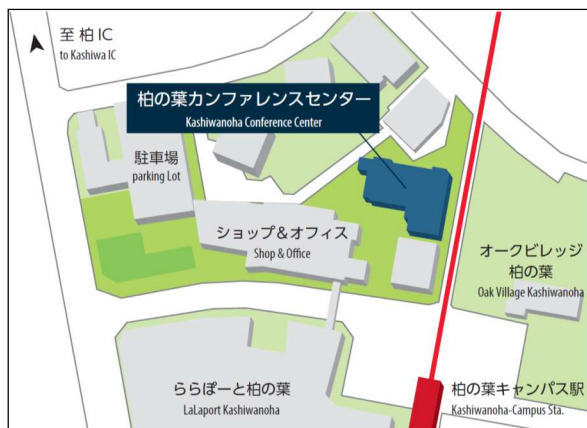 至 柏 IC
to Kashiwa IC
柏の葉カンファレンスセンター
Kashiwanoha Conference Center
駐車場
parking Lot
ショップ＆オフィス
Shop & Office
オークビレッジ
柏の葉
Oak Village Kashiwanoha
ららぽーと柏の葉
LaLaport Kashiwanoha
柏の葉キャンパス駅
Kashiwanoha-Campus Sta.